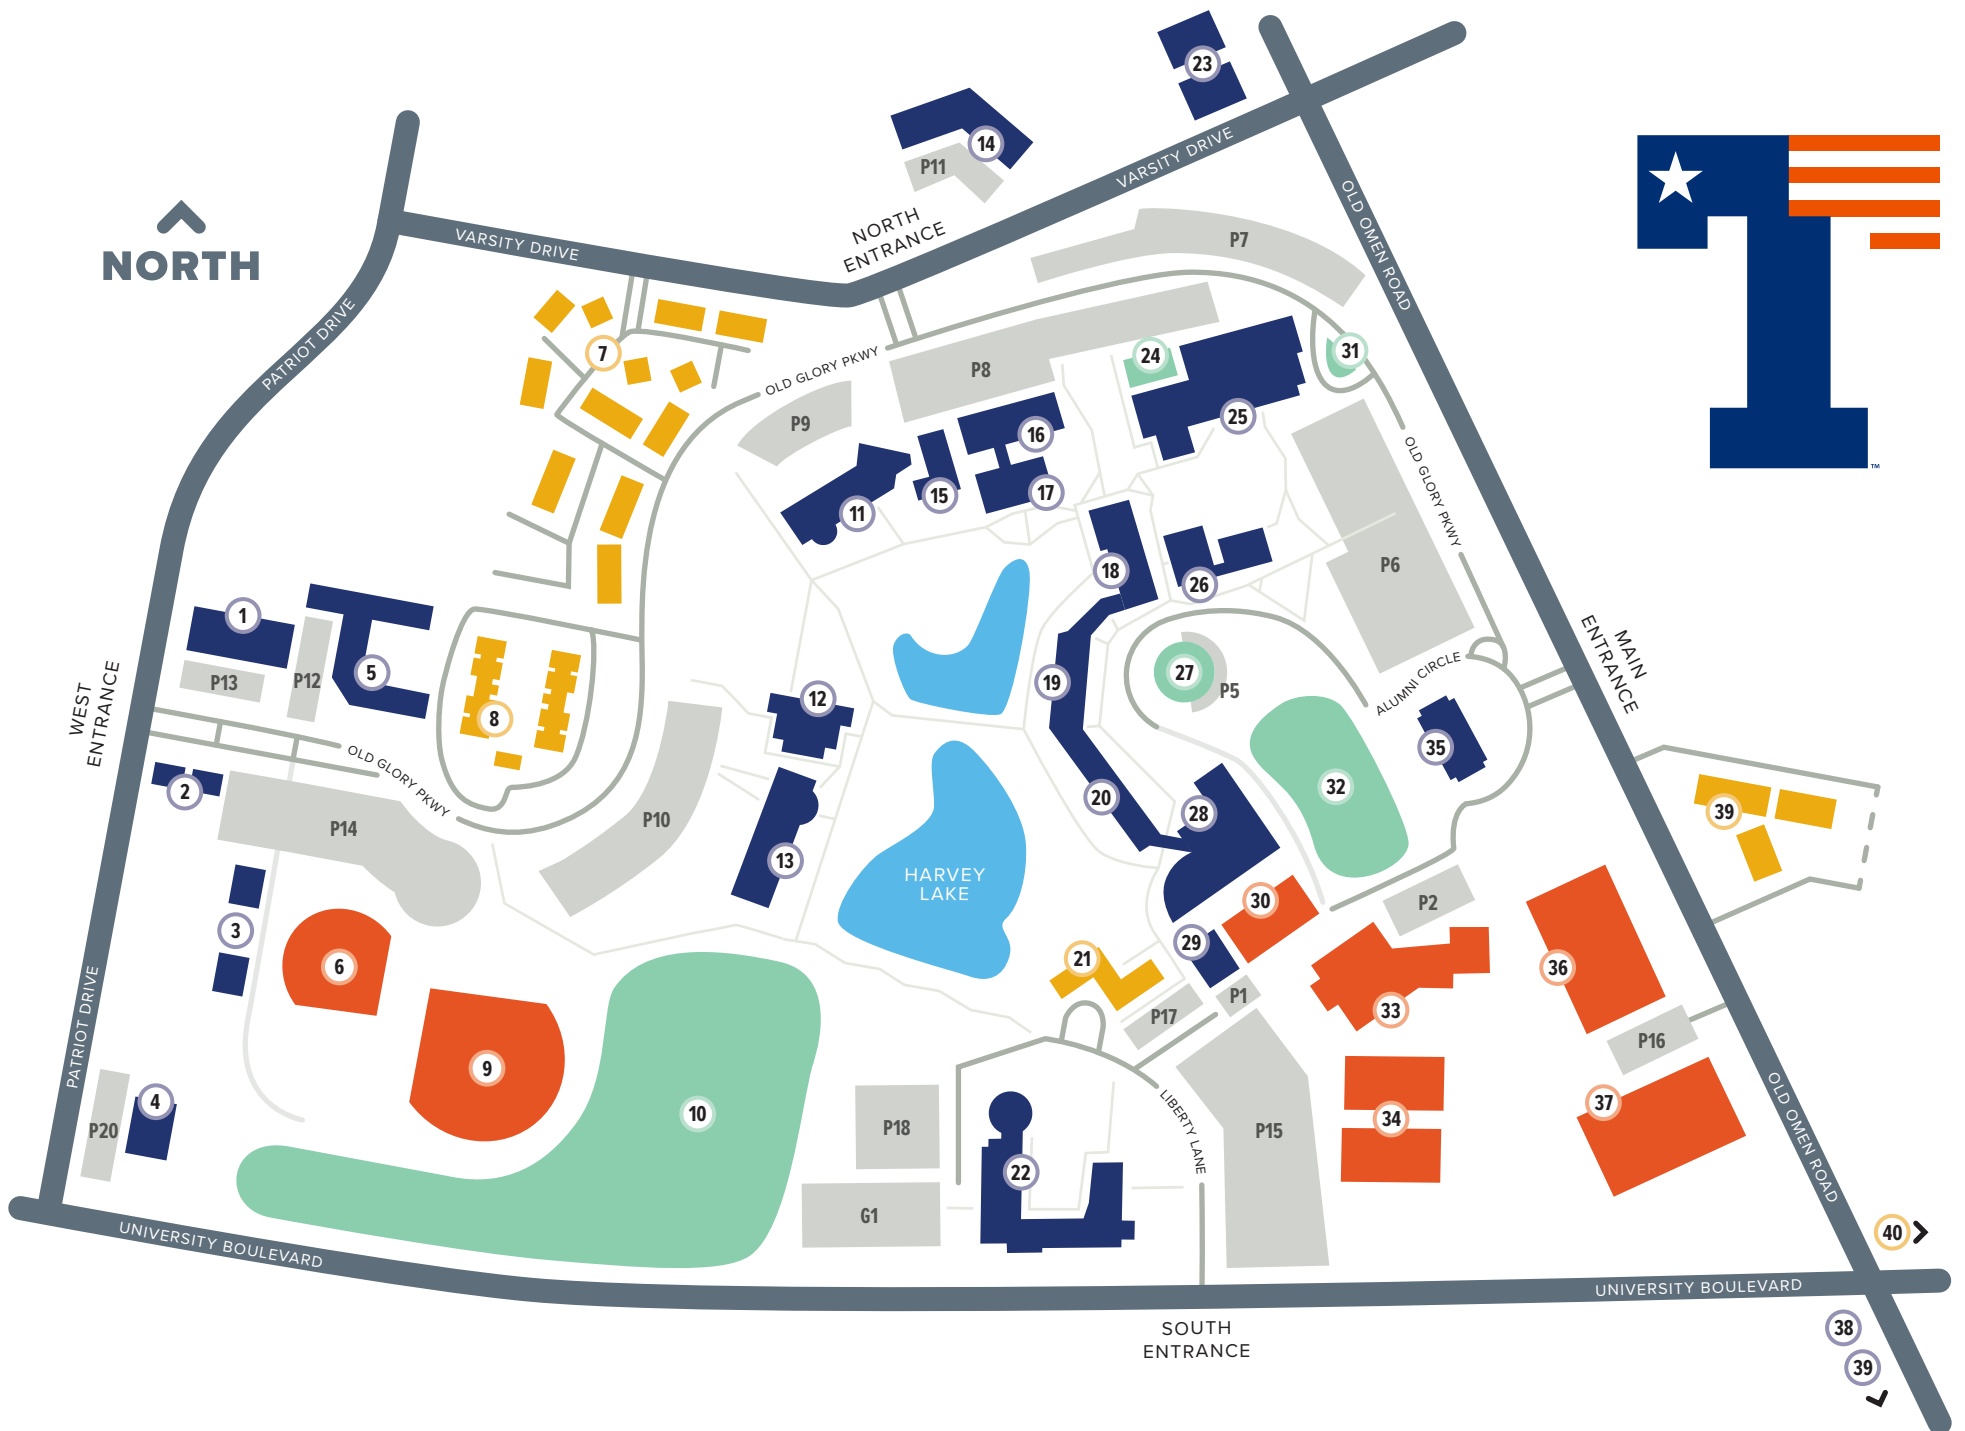 23
14
P11
VARSITY DRIVE
NORTH
ENTRANCE
OLD OMEN ROAD
NORTH
VARSITY DRIVE
P7
PATRIOT DRIVE
7
OLD GLORY PKWY
P8
24
31
25
P9
16
15
17
11
OLD GLORY PKWY
™
18
26
P6
1
P13
P12
5
WEST
ENTRANCE
8
12
19
27
P5
ALUMNI CIRCLE
MAIN
ENTRANCE
35
2
OLD GLORY PKWY
P14
P10
13
20
28
32
39
HARVEY
LAKE
30
P2
3
6
29
21
36
P17
P1
33
PATRIOT DRIVE
9
P16
4
P20
10
P18
LIBERTY LANE
P15
34
37
OLD OMEN ROAD
22
G1
40
UNIVERSITY BOULEVARD
UNIVERSITY BOULEVARD
SOUTH
ENTRANCE
38
39